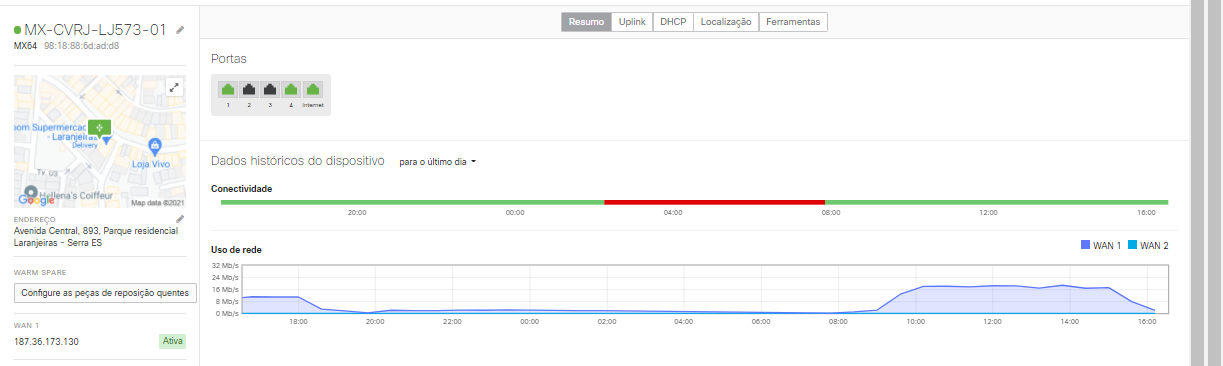 MX-CVRJ-LJ573-01
MX64 98:18:88:6d:ad:d8
oom Supermercad
- Laranjeiras
Delivery
Loja Vivo
Tv. U3
Hellena's Coiffeur
Google
Map data ©2021
ENDEREÇO
Avenida Central, 893, Parque residencial
Laranjeiras - Serra ES
WARM SPARE
Configure as peças de reposição quentes
WAN 1
187.36.173.130 Ativa
Resumo Uplink DHCP Localização Ferramentas
Portas
1 2 3 4 Internet
Dados históricos do dispositivo para o último dia
Conectividade
20:00 00:00 04:00 08:00 12:00 16:00
Uso de rede WAN 1 WAN 2
32 Mb/s
24 Mb/s
16 Mb/s
8 Mb/s
0 Mb/s
18:00 20:00 22:00 00:00 02:00 04:00 06:00 08:00 10:00 12:00 14:00 16:00